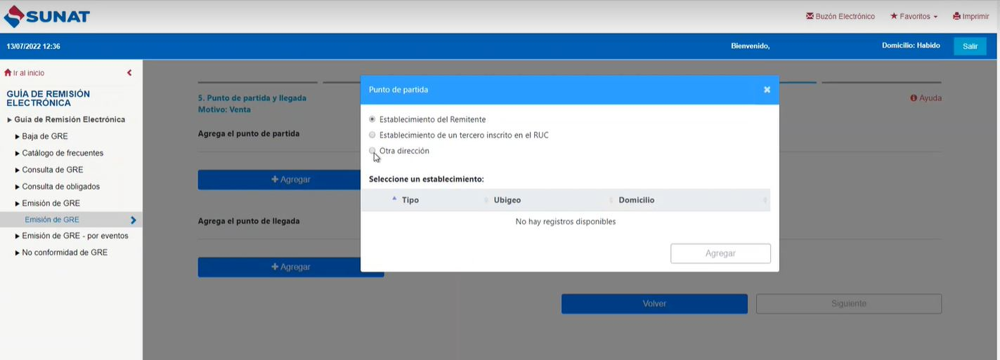 SUNAT
Buzón Electrónico Favoritos Imprimir
13/07/2022 12:36 Bienvenido, Domicilio: Habido Salir
Ir al inicio
GUÍA DE REMISIÓN
ELECTRÓNICA
Guía de Remisión Electrónica
Baja de GRE
Catálogo de frecuentes
Consulta de GRE
Consulta de obligados
Emisión de GRE
Emisión de GRE
Emisión de GRE - por eventos
No conformidad de GRE
5. Punto de partida y llegada
Motivo: Venta
Ayuda
Agrega el punto de partida
+ Agregar
Agrega el punto de llegada
+ Agregar
Punto de partida
Establecimiento del Remitente
Establecimiento de un tercero inscrito en el RUC
Otra dirección
Seleccione un establecimiento:
Tipo Ubigeo Domicilio
No hay registros disponibles
Agregar
Volver Siguiente